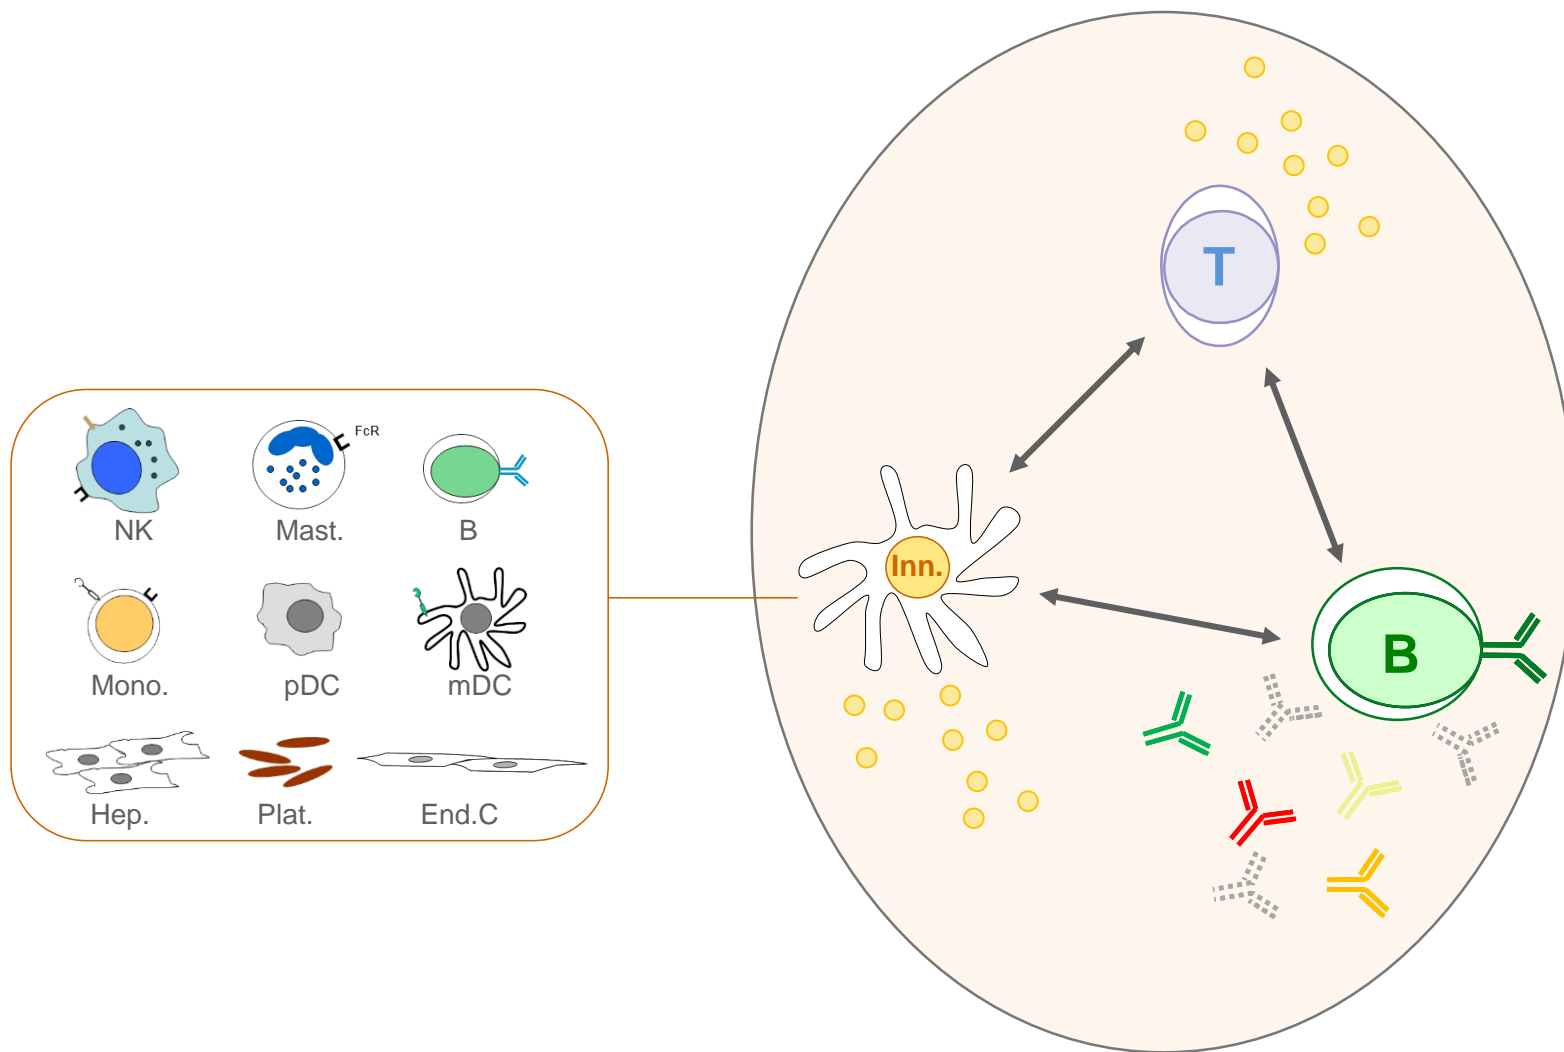 T
FcR
NK
Mast.
B
Inn.
B
Mono.
pDC
mDC
Hep.
Plat.
End.C